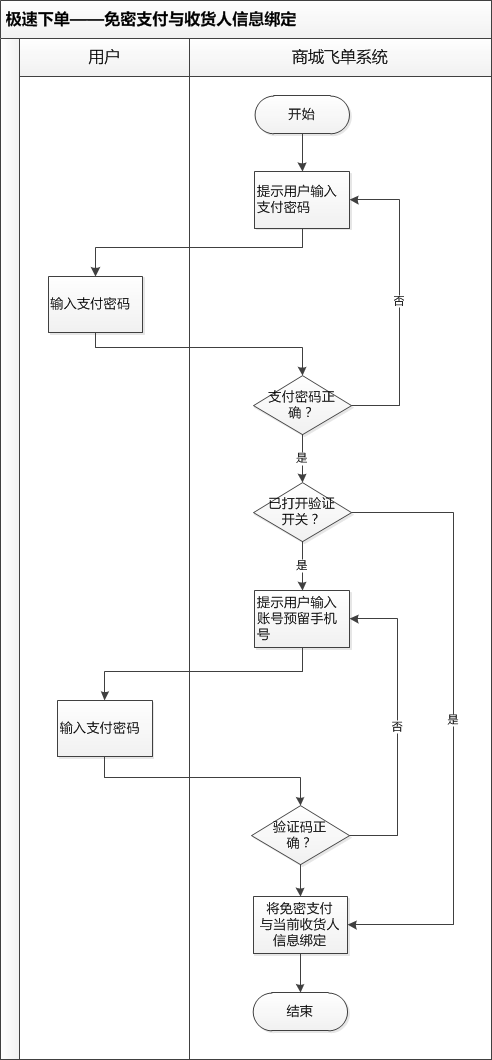 极速下单——免密支付与收货人信息绑定
用户
商城飞单系统
开始
提示用户输入
支付密码
输入支付密码
否
支付密码正
确？
是
已打开验证
开关？
是
提示用户输入
账号预留手机
号
输入支付密码
否
是
验证码正
确？
将免密支付
与当前收货人
信息绑定
结束